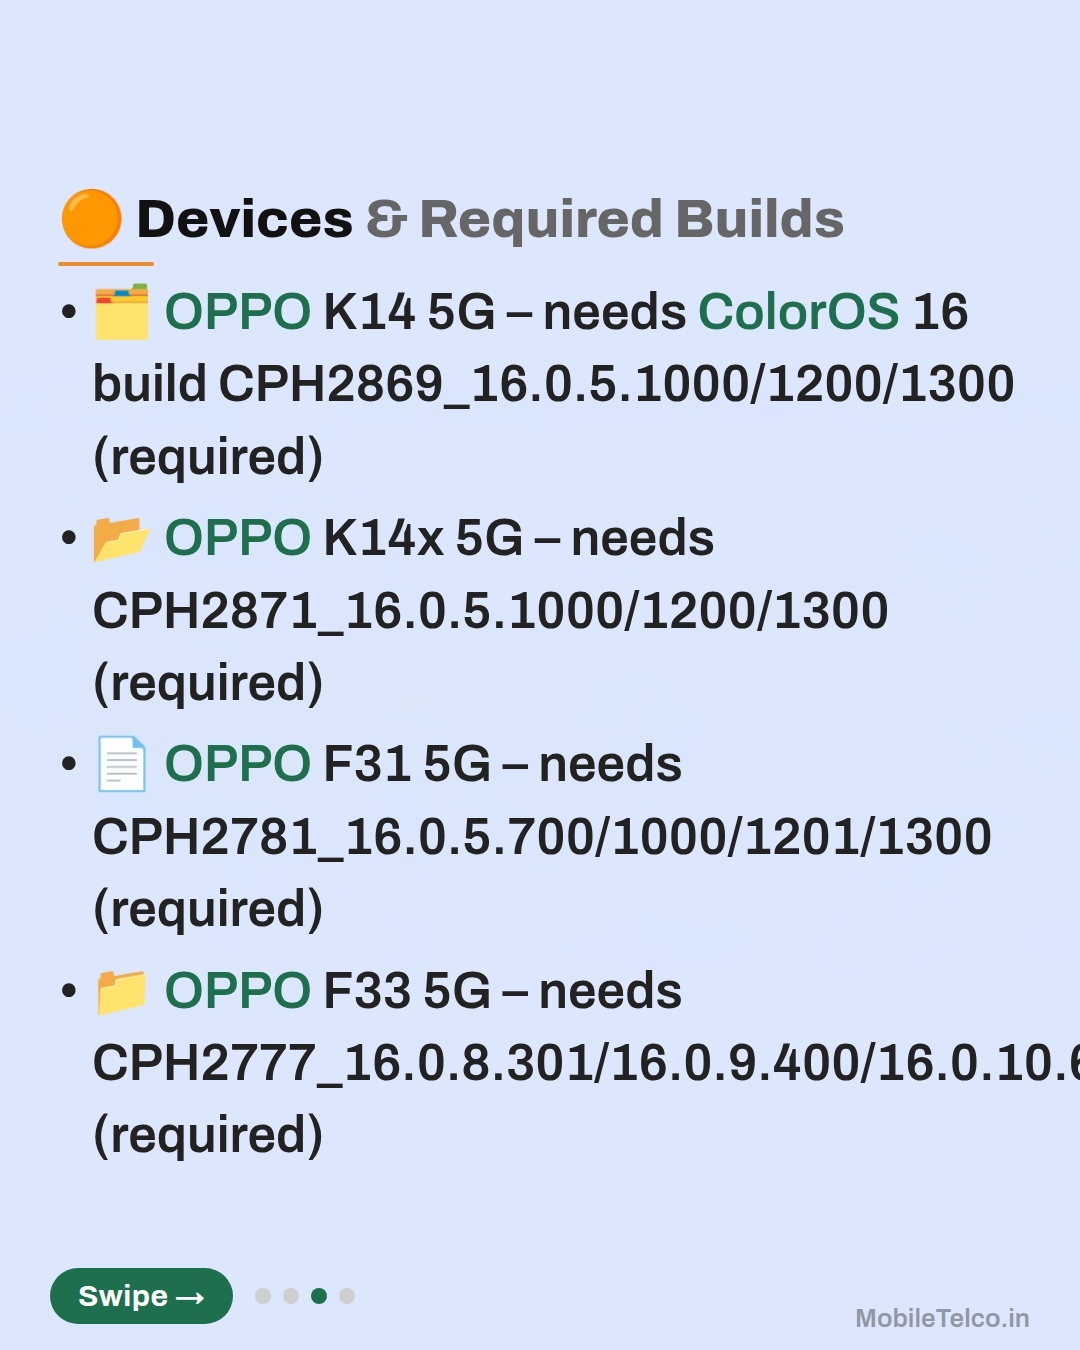 Devices & Required Builds
• OPPO K14 5G – needs ColorOS 16
build CPH2869_16.0.5.1000/1200/1300
(required)
• OPPO K14x 5G – needs
CPH2871_16.0.5.1000/1200/1300
(required)
• OPPO F31 5G – needs
CPH2781_16.0.5.700/1000/1201/1300
(required)
• OPPO F33 5G – needs
CPH2777_16.0.8.301/16.0.9.400/16.0.10.
(required)
Swipe →
MobileTelco.in